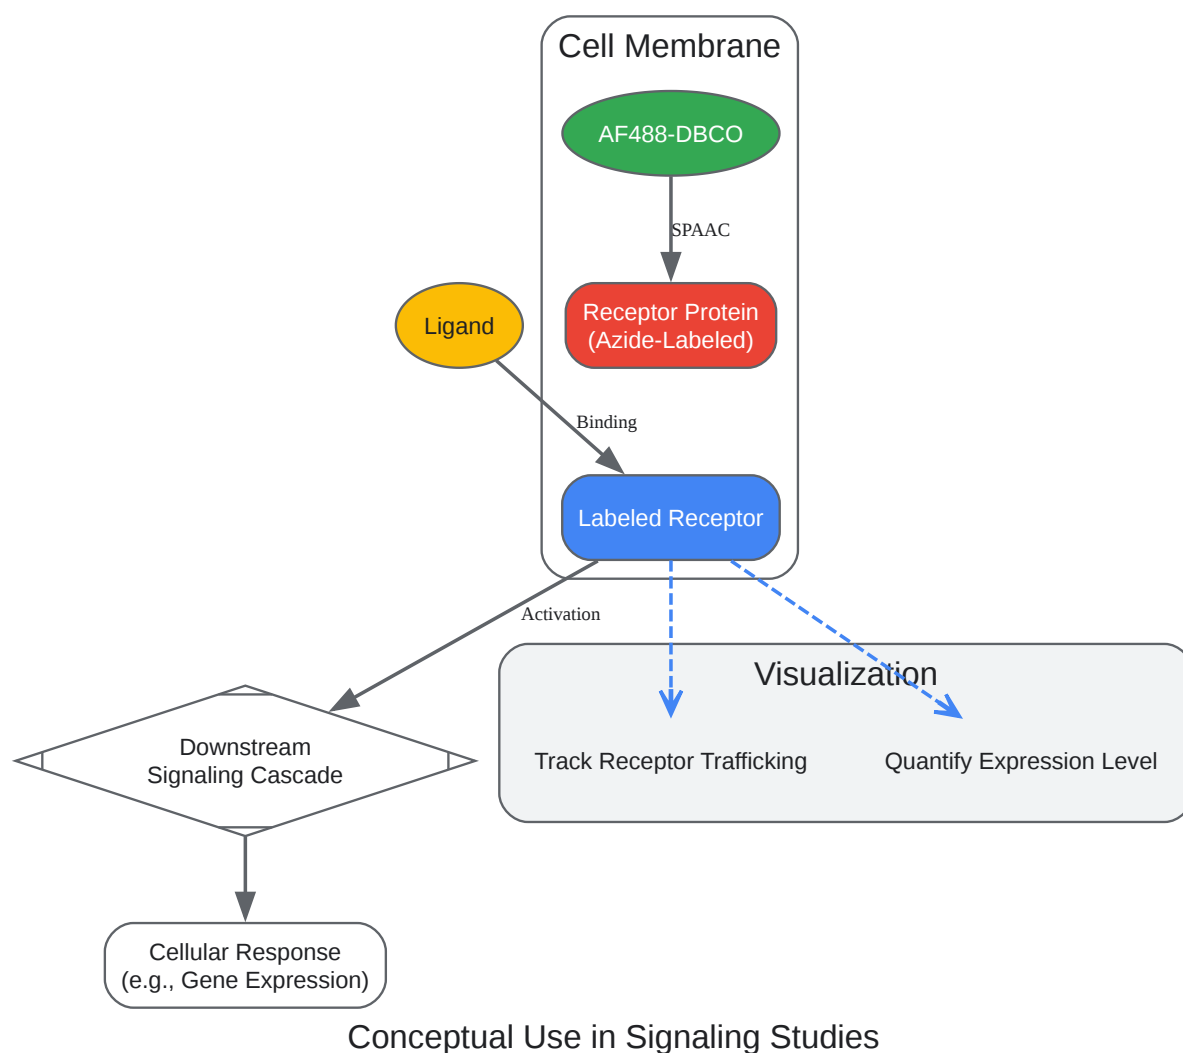 Cell Membrane
AF488-DBCO
SPAAC
Receptor Protein
(Azide-Labeled)
Ligand
Binding
Labeled Receptor
Activation
Visualization
Downstream
Signaling Cascade
Track Receptor Trafficking
Quantify Expression Level
Cellular Response
(e.g., Gene Expression)
Conceptual Use in Signaling Studies